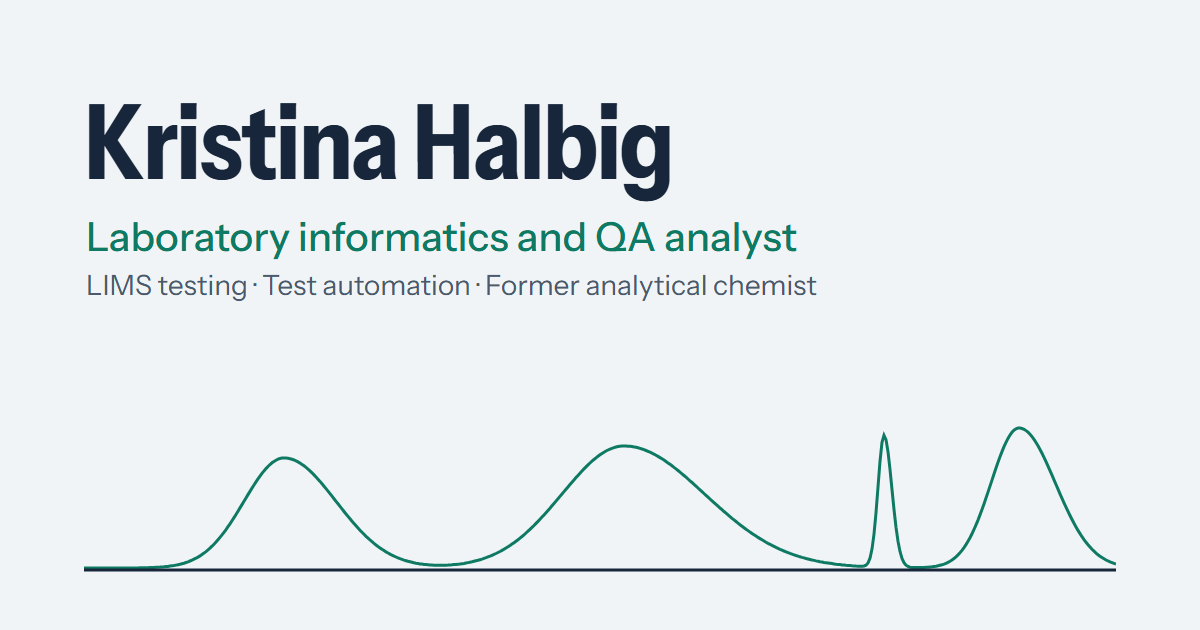 Kristina Halbig
Laboratory informatics and QA analyst
LIMS testing · Test automation · Former analytical chemist